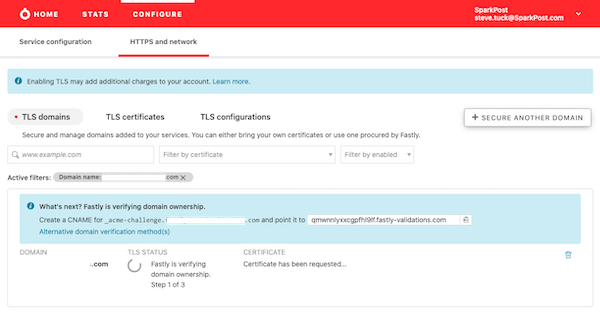 HOME
STATS
CONFIGURE
SparkPost
steve.tuck@SparkPost.com
Service configuration
HTTPS and network
Enabling TLS may add additional charges to your account. Learn more.
TLS domains
TLS certificates
TLS configurations
+ SECURE ANOTHER DOMAIN
Secure and manage domains added to your services. You can either bring your own certificates or use one procured by Fastly.
www.example.com
Filter by certificate
Filter by enabled
Active filters: Domain name: .com
What's next? Fastly is verifying domain ownership.
Create a CNAME for _acme-challenge. .com and point it to qmwnnlyxxcgpfhl9lf.fastly-validations.com
Alternative domain verification method(s)
DOMAIN
TLS STATUS
CERTIFICATE
.com
Fastly is verifying
domain ownership.
Step 1 of 3
Certificate has been requested...